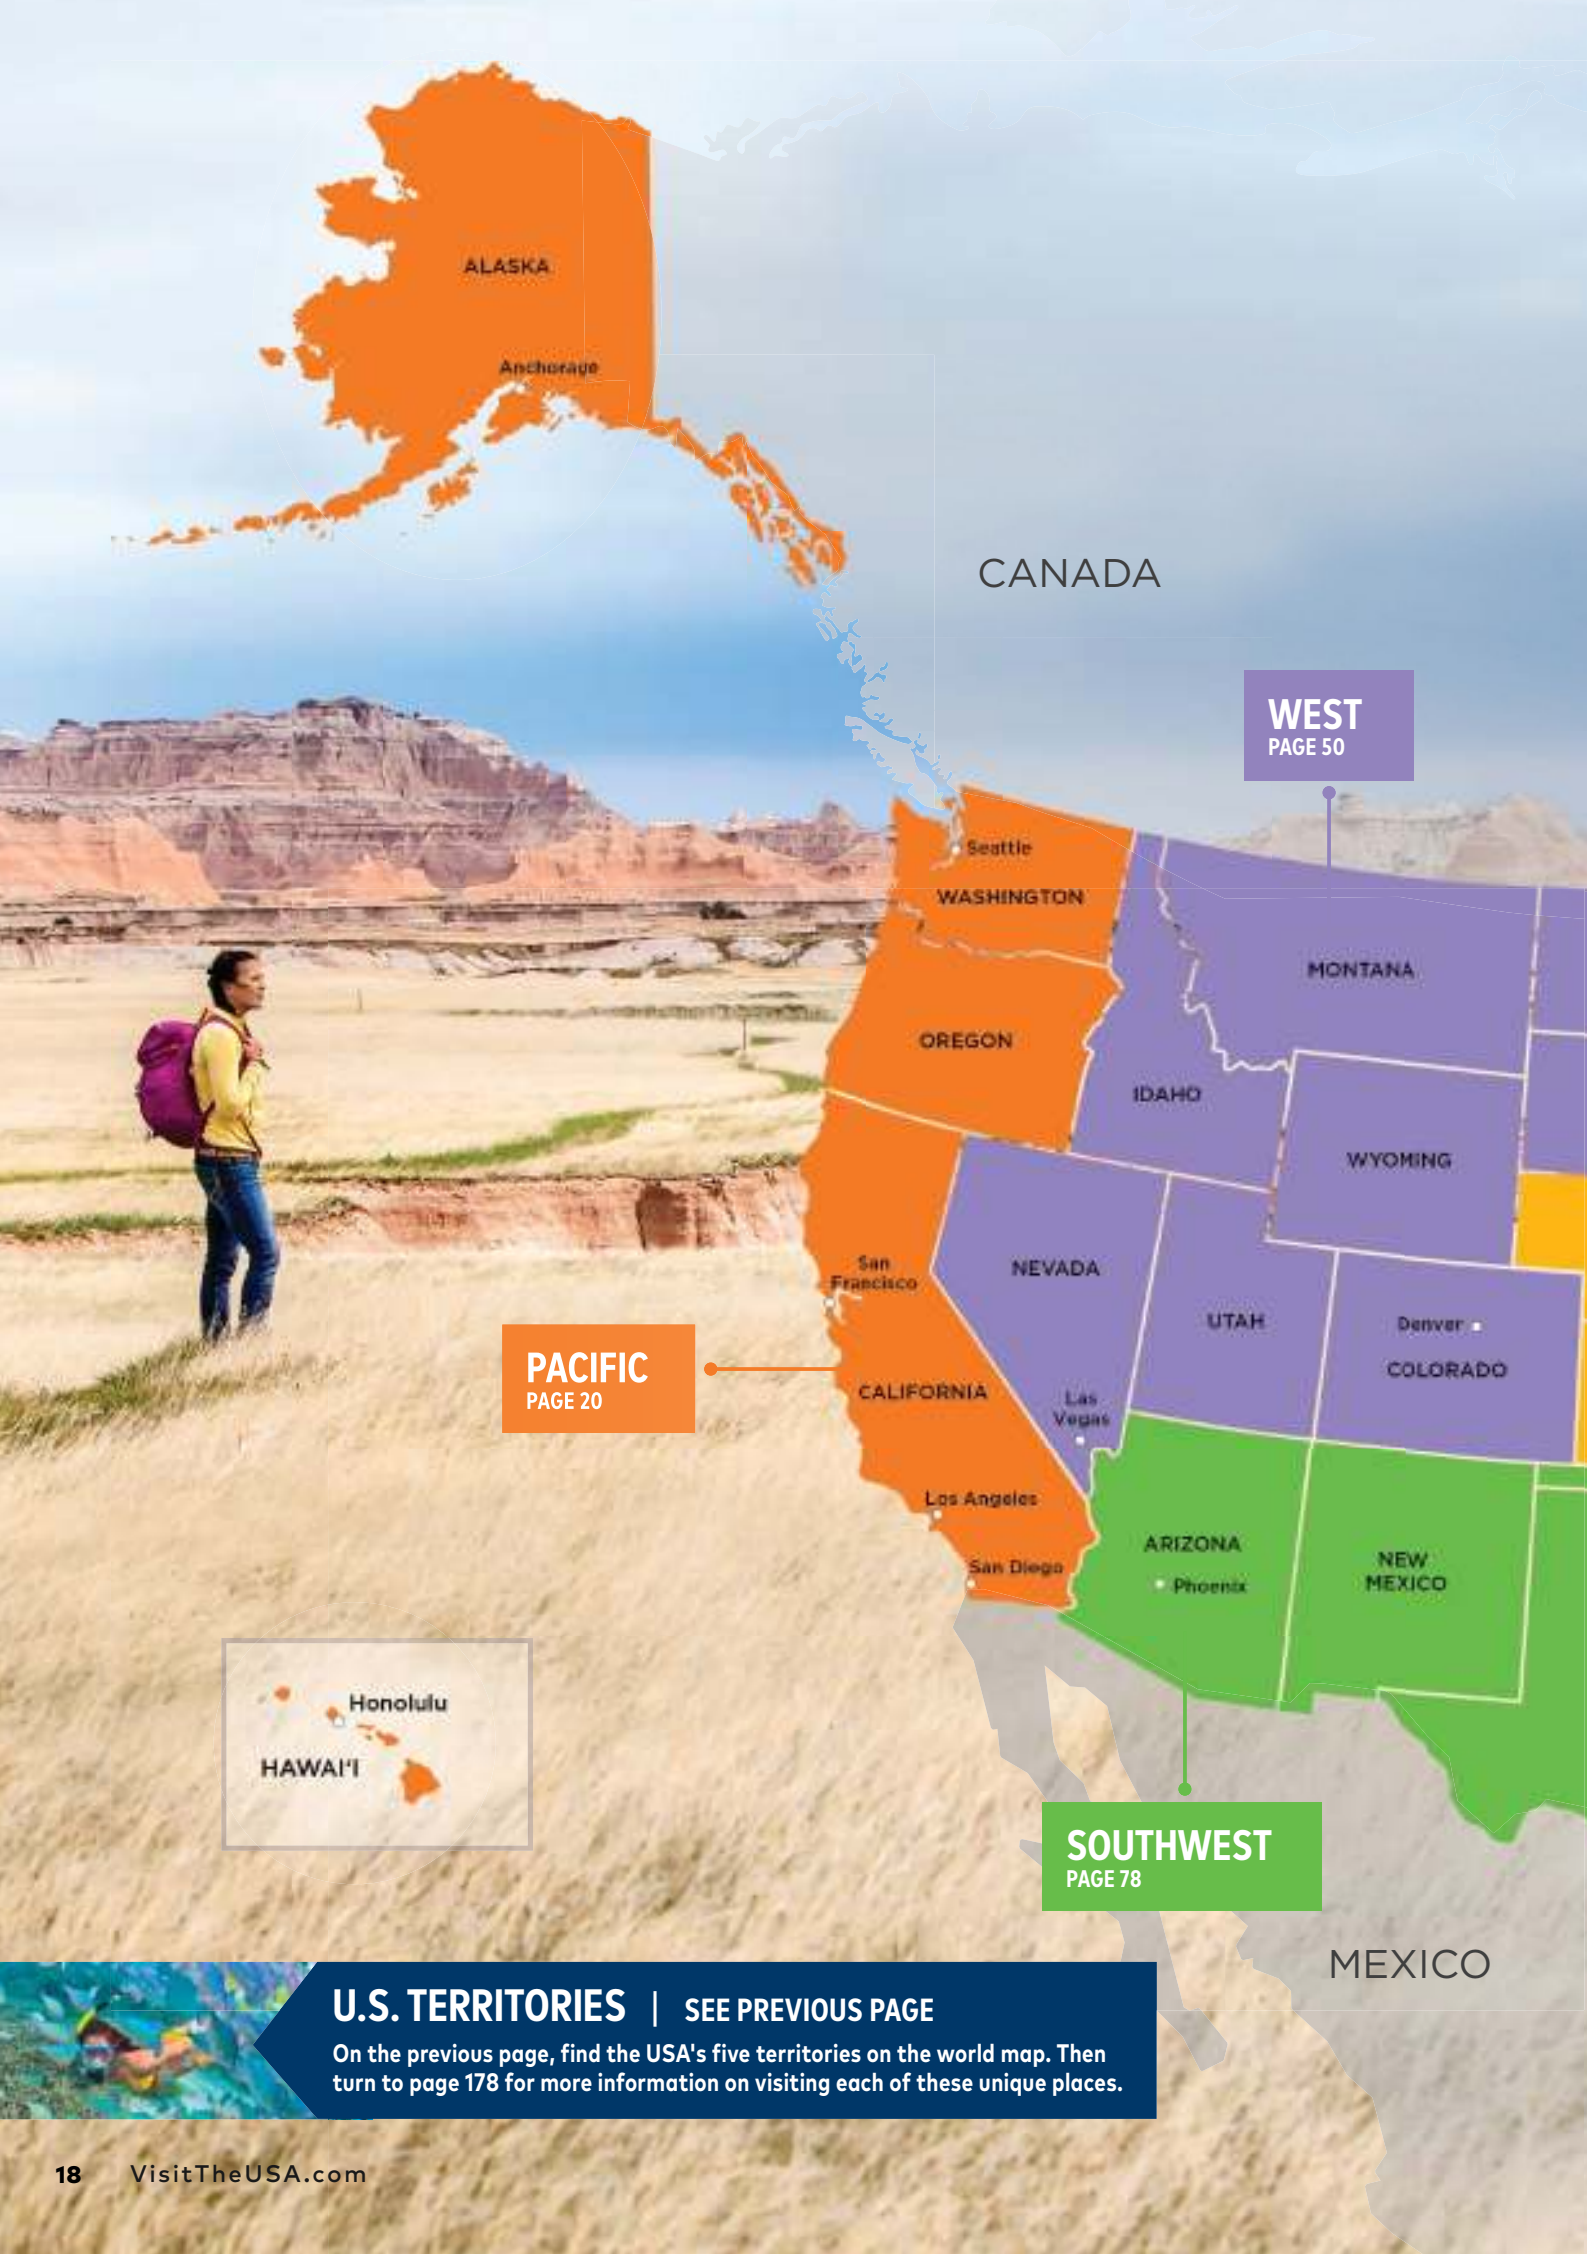 ALASKA
Anchorage
CANADA
WEST
PAGE 50
Seattle
WASHINGTON
MONTANA
OREGON
IDAHO
WYOMING
San
Francisco
NEVADA
UTAH
Denver
COLORADO
PACIFIC
PAGE 20
CALIFORNIA
Las
Vegas
Los Angeles
ARIZONA
NEW
MEXICO
San Diego
Phoenix
Honolulu
HAWAI‘I
SOUTHWEST
PAGE 78
MEXICO
U.S. TERRITORIES | SEE PREVIOUS PAGE
On the previous page, find the USA's five territories on the world map. Then
turn to page 178 for more information on visiting each of these unique places.
18 VisitTheUSA.com